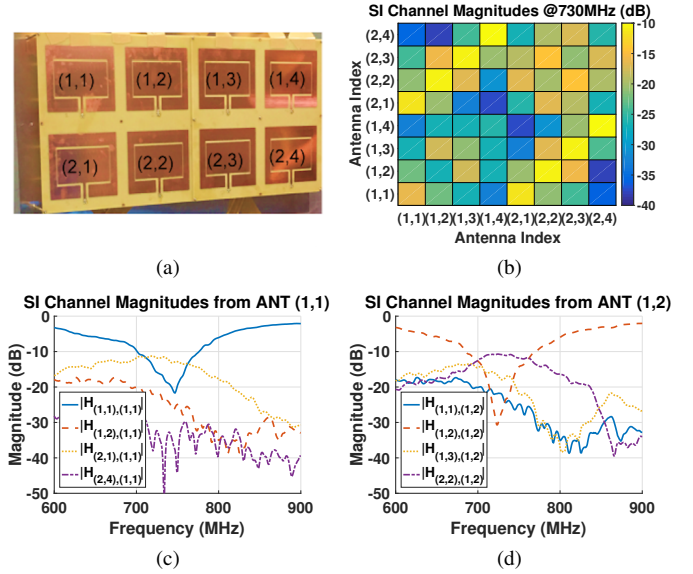 (1,1) (1,2) (1,3) (1,4)
(2,1) (2,2) (2,3) (2,4)
(a)
SI Channel Magnitudes @730MHz (dB)
Antenna Index
(2,4)
(2,3)
(2,2)
(2,1)
(1,4)
(1,3)
(1,2)
(1,1)
(1,1)(1,2)(1,3)(1,4)(2,1)(2,2)(2,3)(2,4)
Antenna Index
-10
-15
-20
-25
-30
-35
-40
(b)
SI Channel Magnitudes from ANT (1,1)
Magnitude (dB)
0
-10
-20
-30
-40
-50
|H(1,1),(1,1)|
|H(1,2),(1,1)|
|H(2,1),(1,1)|
|H(2,4),(1,1)|
600 700 800 900
Frequency (MHz)
(c)
SI Channel Magnitudes from ANT (1,2)
Magnitude (dB)
0
-10
-20
-30
-40
-50
|H(1,1),(1,2)|
|H(1,2),(1,2)|
|H(1,3),(1,2)|
|H(2,2),(1,2)|
600 700 800 900
Frequency (MHz)
(d)